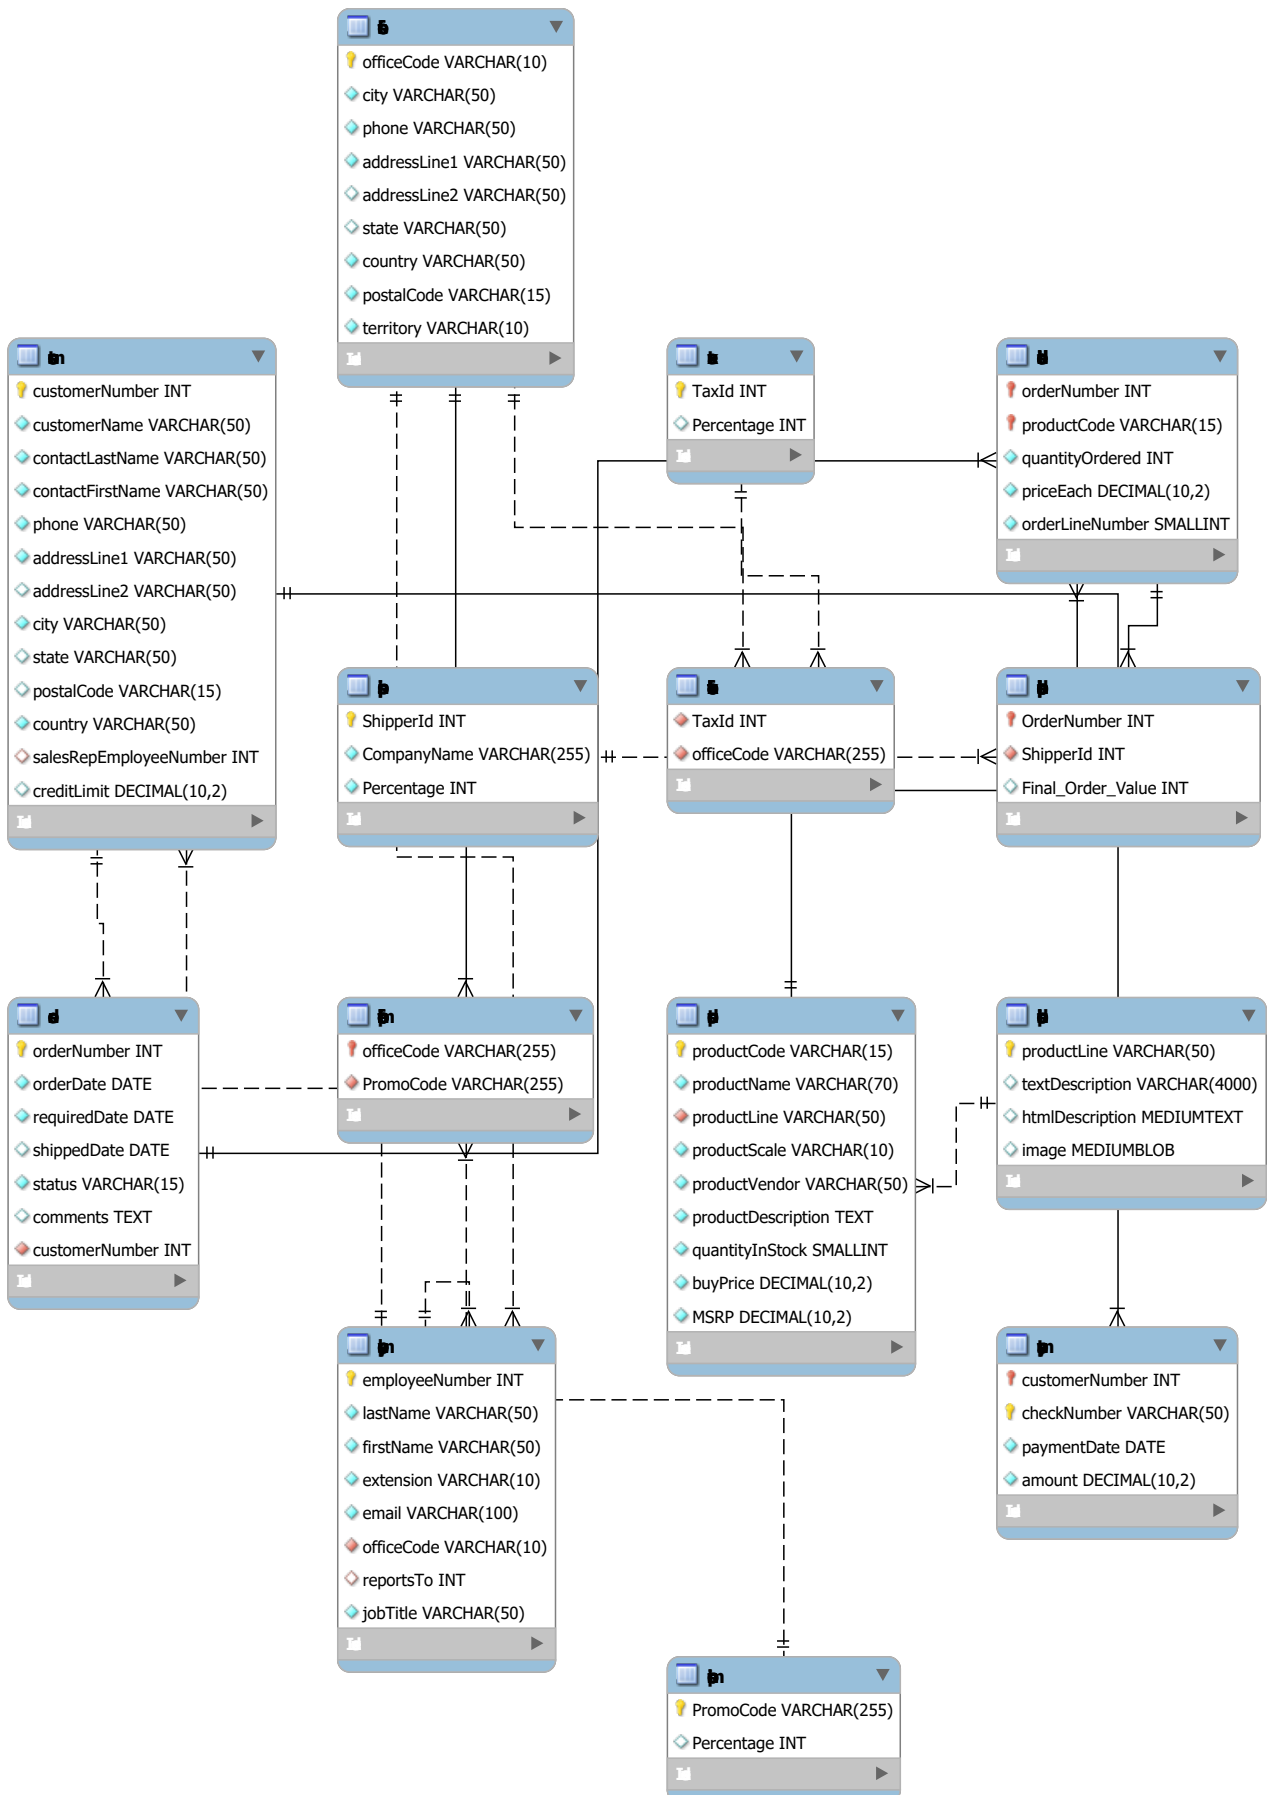 officeCode VARCHAR(10)
city VARCHAR(50)
phone VARCHAR(50)
addressLine1 VARCHAR(50)
addressLine2 VARCHAR(50)
state VARCHAR(50)
country VARCHAR(50)
postalCode VARCHAR(15)
territory VARCHAR(10)
customerNumber INT
customerName VARCHAR(50)
contactLastName VARCHAR(50)
contactFirstName VARCHAR(50)
phone VARCHAR(50)
addressLine1 VARCHAR(50)
addressLine2 VARCHAR(50)
city VARCHAR(50)
state VARCHAR(50)
postalCode VARCHAR(15)
country VARCHAR(50)
salesRepEmployeeNumber INT
creditLimit DECIMAL(10,2)
TaxId INT
Percentage INT
orderNumber INT
productCode VARCHAR(15)
quantityOrdered INT
priceEach DECIMAL(10,2)
orderLineNumber SMALLINT
ShipperId INT
CompanyName VARCHAR(255)
Percentage INT
TaxId INT
officeCode VARCHAR(255)
OrderNumber INT
ShipperId INT
Final_Order_Value INT
orderNumber INT
orderDate DATE
requiredDate DATE
shippedDate DATE
status VARCHAR(15)
comments TEXT
customerNumber INT
officeCode VARCHAR(255)
PromoCode VARCHAR(255)
productCode VARCHAR(15)
productName VARCHAR(70)
productLine VARCHAR(50)
productScale VARCHAR(10)
productVendor VARCHAR(50)
productDescription TEXT
quantityInStock SMALLINT
buyPrice DECIMAL(10,2)
MSRP DECIMAL(10,2)
productLine VARCHAR(50)
textDescription VARCHAR(4000)
htmlDescription MEDIUMTEXT
image MEDIUMBLOB
employeeNumber INT
lastName VARCHAR(50)
firstName VARCHAR(50)
extension VARCHAR(10)
email VARCHAR(100)
officeCode VARCHAR(10)
reportsTo INT
jobTitle VARCHAR(50)
customerNumber INT
checkNumber VARCHAR(50)
paymentDate DATE
amount DECIMAL(10,2)
PromoCode VARCHAR(255)
Percentage INT